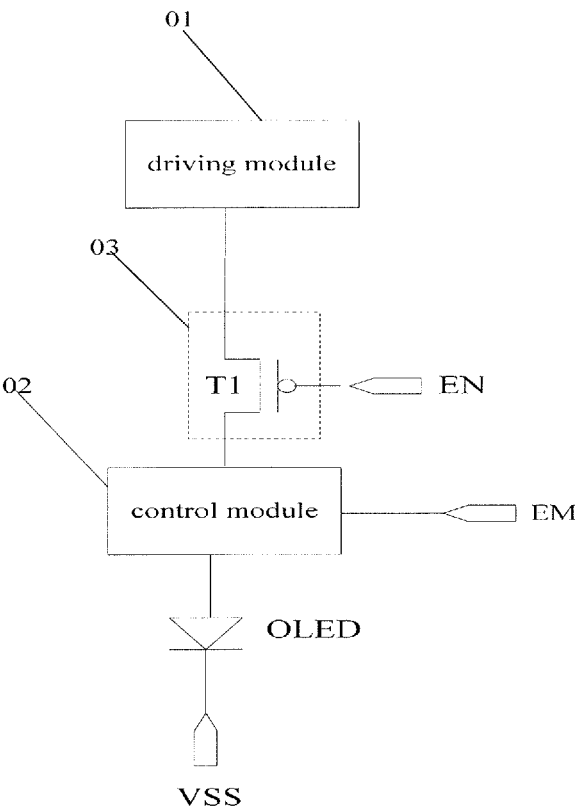 01
driving module
03
T1
EN
02
control module
EM
OLED
VSS